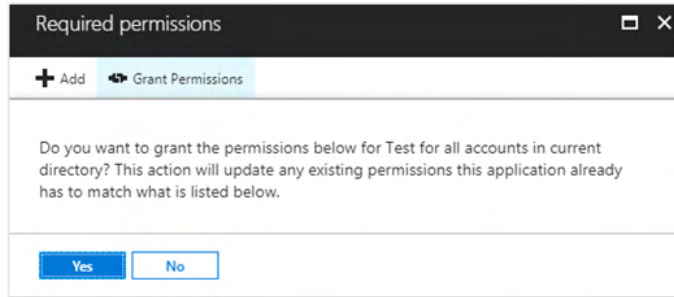 Required permissions
Add Grant Permissions
Do you want to grant the permissions below for Test for all accounts in current
directory? This action will update any existing permissions this application already
has to match what is listed below.
Yes No